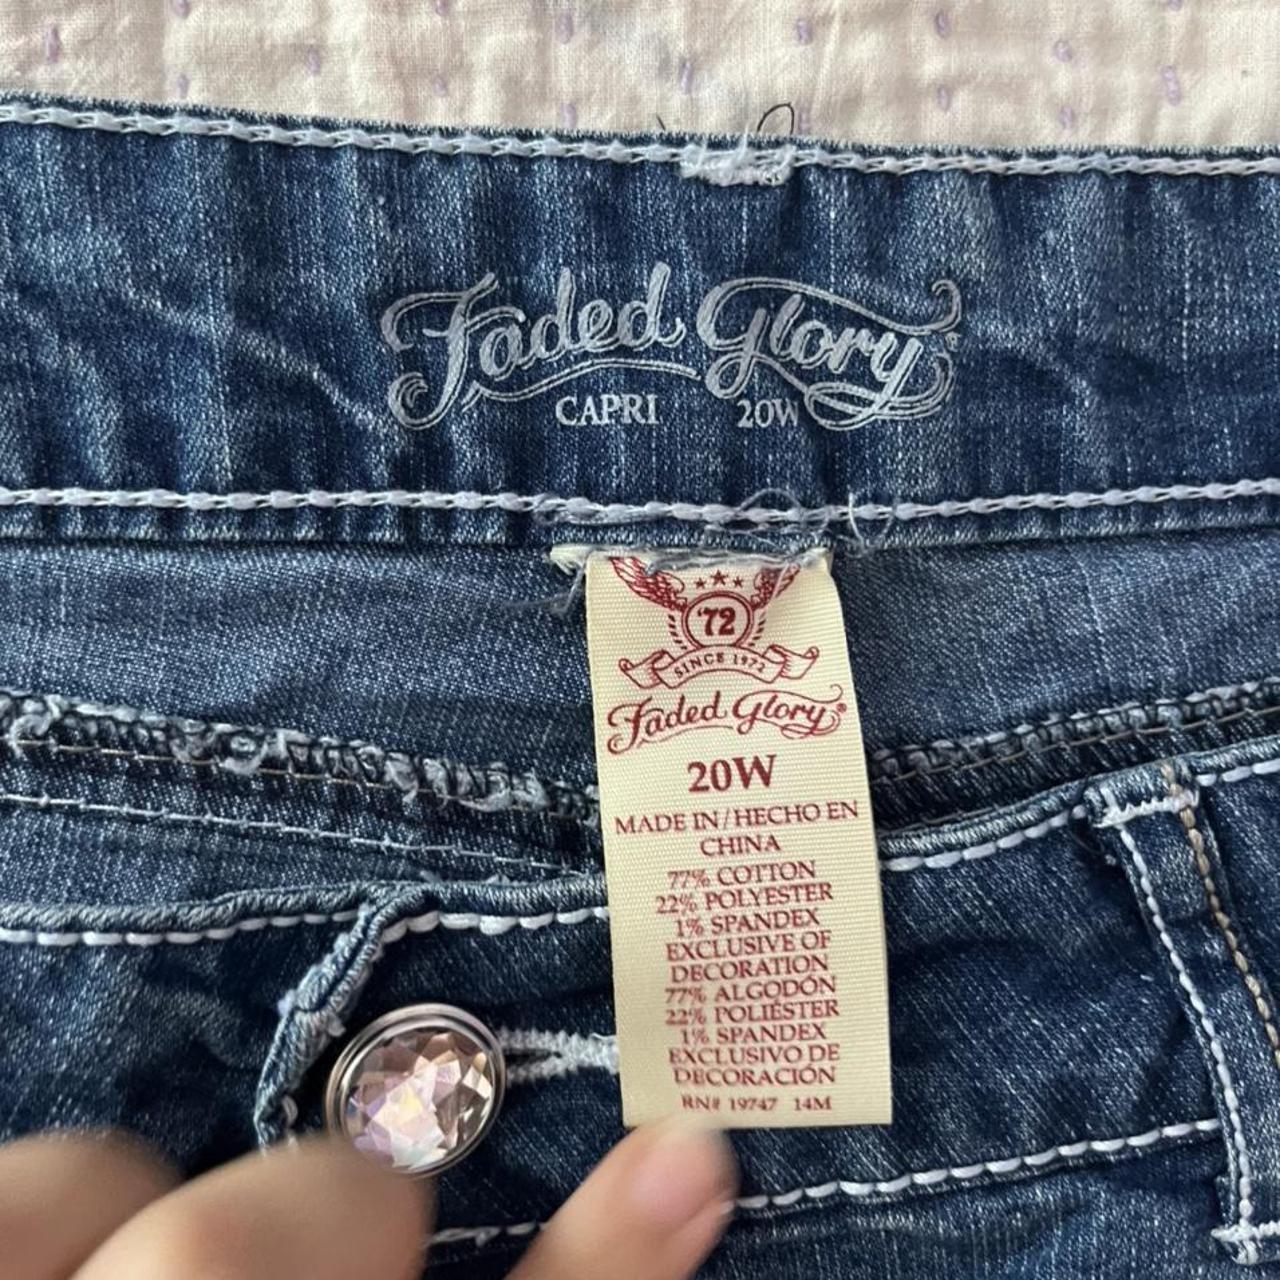 Faded Glory
CAPRI 20W
'72
SINCE 1972
Faded Glory®
20W
MADE IN/HECHO EN
CHINA
77% COTTON
22% POLYESTER
1% SPANDEX
EXCLUSIVE OF
DECORATION
77% ALGODÓN
22% POLIÉSTER
1% SPANDEX
EXCLUSIVO DE
DECORACIÓN
RN# 19747 14M